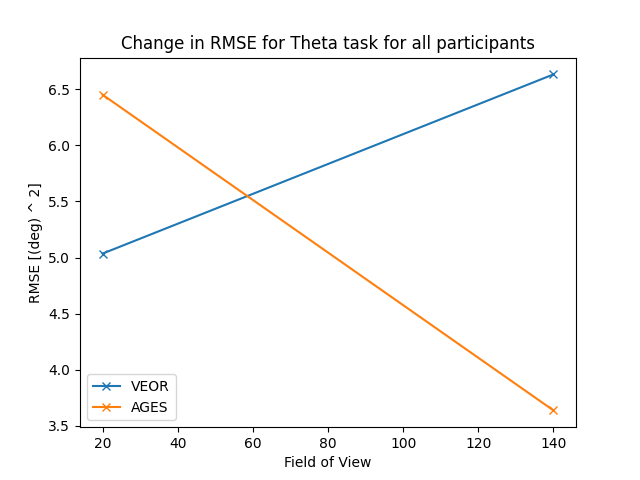 Change in RMSE for Theta task for all participants
RMSE [(deg) ^ 2]
6.5
6.0
5.5
5.0
4.5
4.0
3.5
VEOR
AGES
20 40 60 80 100 120 140
Field of View